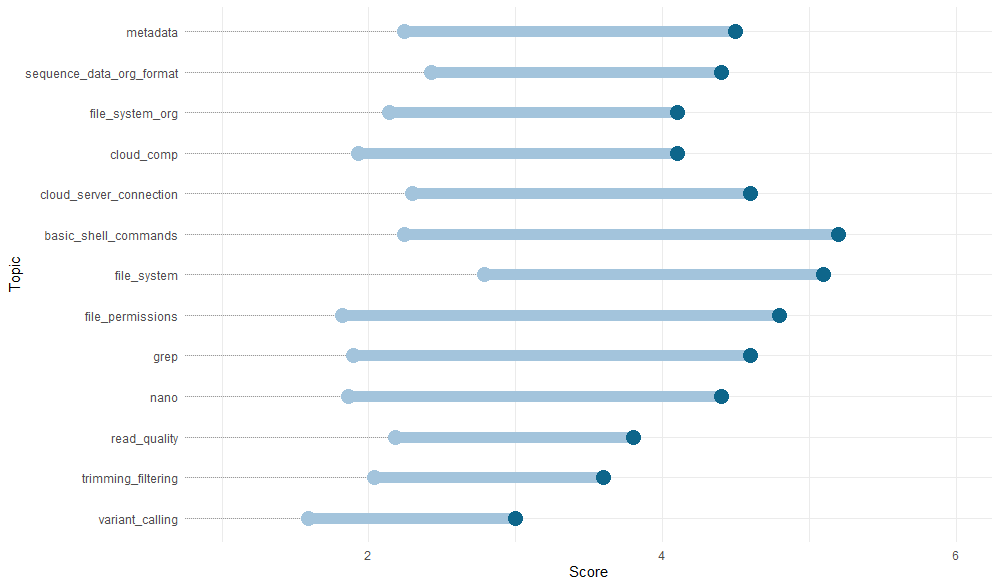 metadata
sequence_data_org_format
file_system_org
cloud_comp
cloud_server_connection
basic_shell_commands
file_system
file_permissions
grep
nano
read_quality
trimming_filtering
variant_calling
Topic
2 4 6
Score